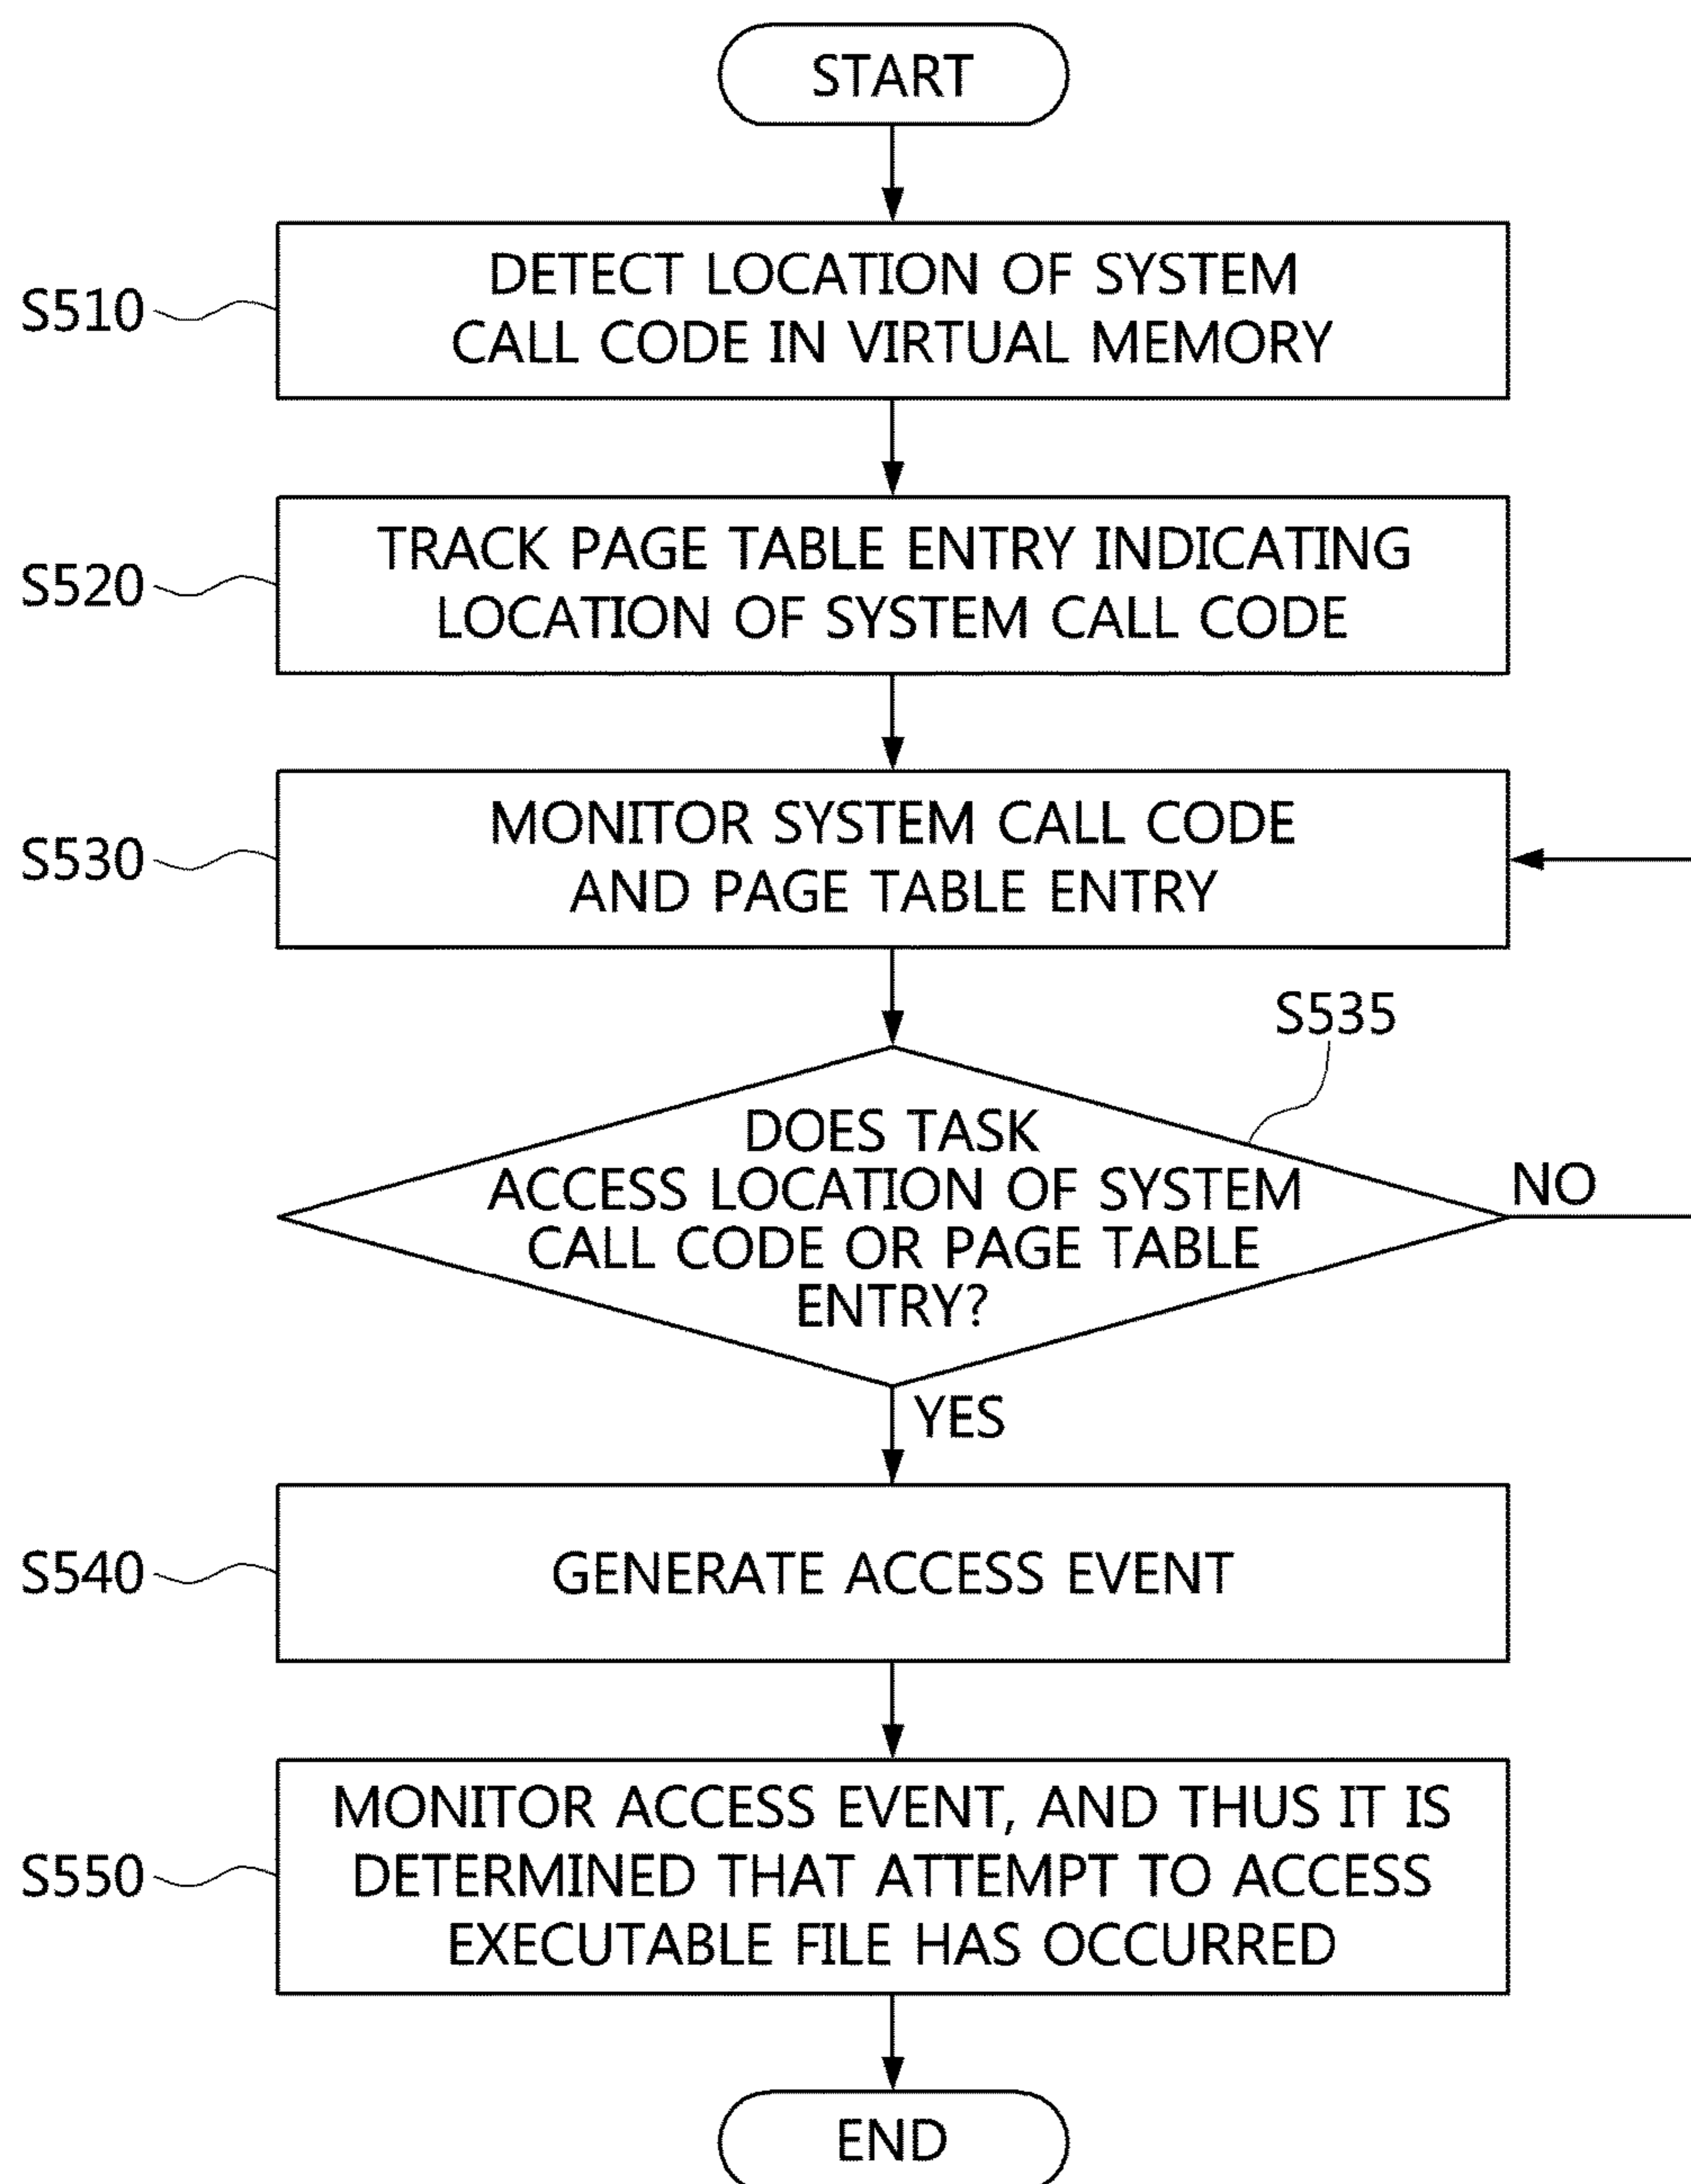 START
S510
DETECT LOCATION OF SYSTEM
CALL CODE IN VIRTUAL MEMORY
S520
TRACK PAGE TABLE ENTRY INDICATING
LOCATION OF SYSTEM CALL CODE
S530
MONITOR SYSTEM CALL CODE
AND PAGE TABLE ENTRY
S535
DOES TASK
ACCESS LOCATION OF SYSTEM
CALL CODE OR PAGE TABLE
ENTRY?
NO
YES
S540
GENERATE ACCESS EVENT
S550
MONITOR ACCESS EVENT, AND THUS IT IS
DETERMINED THAT ATTEMPT TO ACCESS
EXECUTABLE FILE HAS OCCURRED
END